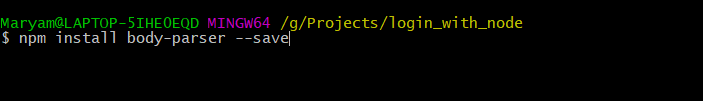 Maryam@LAPTOP-5IHE0EQD MINGW64 /g/Projects/login_with_node
$ npm install body-parser --save